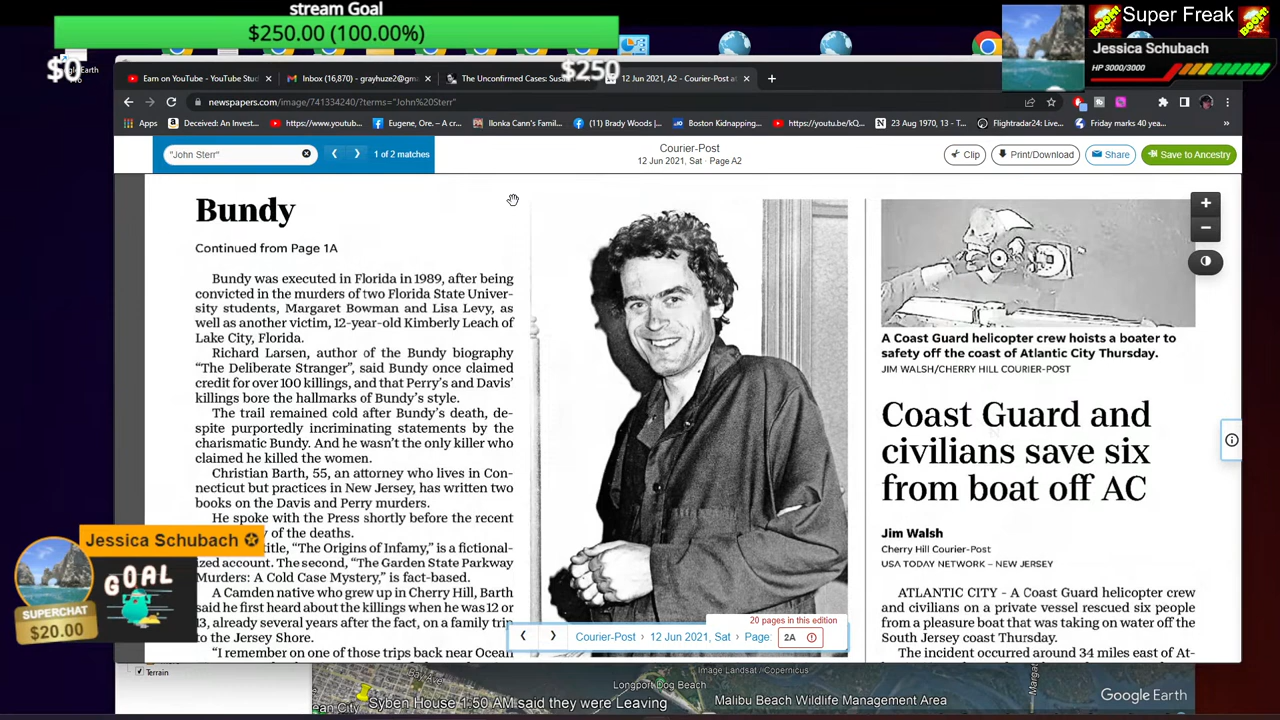 stream Goal
$250.00 (100.00%)
$0
$250
Super Freak
BOOM!
BOOM!
Jessica Schubach
HP 3000/3000
Earn on YouTube - YouTube Stud
Inbox (16,870) - grayhuze2@gm
The Unconfirmed Cases: Susa
12 Jun 2021, A2 - Courier-Post at
newspapers.com/image/741334240/?terms="John%20Sterr"
Apps
Deceived: An Invest...
https://www.youtub...
Eugene, Ore. – A cr...
Ilonka Cann's Famil...
(11) Brady Woods |...
Boston Kidnapping...
https://youtu.be/kQ...
23 Aug 1970, 13 - T...
Flightradar24: Live...
Friday marks 40 yea...
»
"John Sterr"
1 of 2 matches
Courier-Post
12 Jun 2021, Sat · Page A2
Clip
Print/Download
Share
Save to Ancestry
Bundy
Continued from Page 1A
Bundy was executed in Florida in 1989, after being
convicted in the murders of two Florida State Univer-
sity students, Margaret Bowman and Lisa Levy, as
well as another victim, 12-year-old Kimberly Leach of
Lake City, Florida.
Richard Larsen, author of the Bundy biography
"The Deliberate Stranger", said Bundy once claimed
credit for over 100 killings, and that Perry's and Davis'
killings bore the hallmarks of Bundy's style.
The trail remained cold after Bundy's death, de-
spite purportedly incriminating statements by the
charismatic Bundy. And he wasn't the only killer who
claimed he killed the women.
Christian Barth, 55, an attorney who lives in Con-
necticut but practices in New Jersey, has written two
books on the Davis and Perry murders.
He spoke with the Press shortly before the recent
y of the deaths.
title, "The Origins of Infamy," is a fictional-
ized account. The second, "The Garden State Parkway
Murders: A Cold Case Mystery," is fact-based.
A Camden native who grew up in Cherry Hill, Barth
said he first heard about the killings when he was 12 or
13, already several years after the fact, on a family trip
to the Jersey Shore.
"I remember on one of those trips back near Ocean
A Coast Guard helicopter crew hoists a boater to
safety off the coast of Atlantic City Thursday.
JIM WALSH/CHERRY HILL COURIER-POST
Coast Guard and
civilians save six
from boat off AC
Jim Walsh
Cherry Hill Courier-Post
USA TODAY NETWORK – NEW JERSEY
ATLANTIC CITY - A Coast Guard helicopter crew
and civilians on a private vessel rescued six people
from a pleasure boat that was taking on water off the
South Jersey coast Thursday.
The incident occurred around 34 miles east of At-
20 pages in this edition
Courier-Post › 12 Jun 2021, Sat › Page: 2A
Jessica Schubach
GOAL
SUPERCHAT
$20.00
Terrain
Image Landsat / Copernicus
Longport Dog Beach
Syben House 1:50 AM said they were Leaving
Malibu Beach Wildlife Management Area
Google Earth